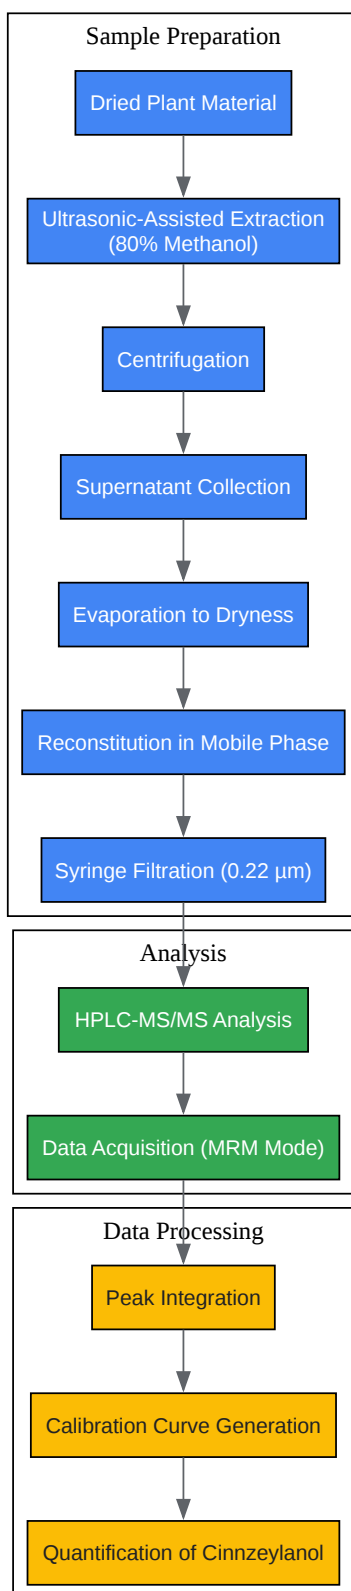 Sample Preparation
Dried Plant Material
Ultrasonic-Assisted Extraction
(80% Methanol)
Centrifugation
Supernatant Collection
Evaporation to Dryness
Reconstitution in Mobile Phase
Syringe Filtration (0.22 µm)
Analysis
HPLC-MS/MS Analysis
Data Acquisition (MRM Mode)
Data Processing
Peak Integration
Calibration Curve Generation
Quantification of Cinnzeylanol